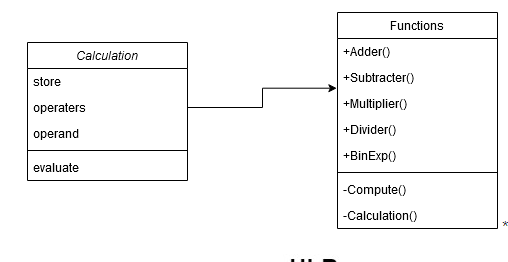 Calculation
store
operaters
operand
evaluate
Functions
+Adder()
+Subtracter()
+Multiplier()
+Divider()
+BinExp()
-Compute()
-Calculation()
*